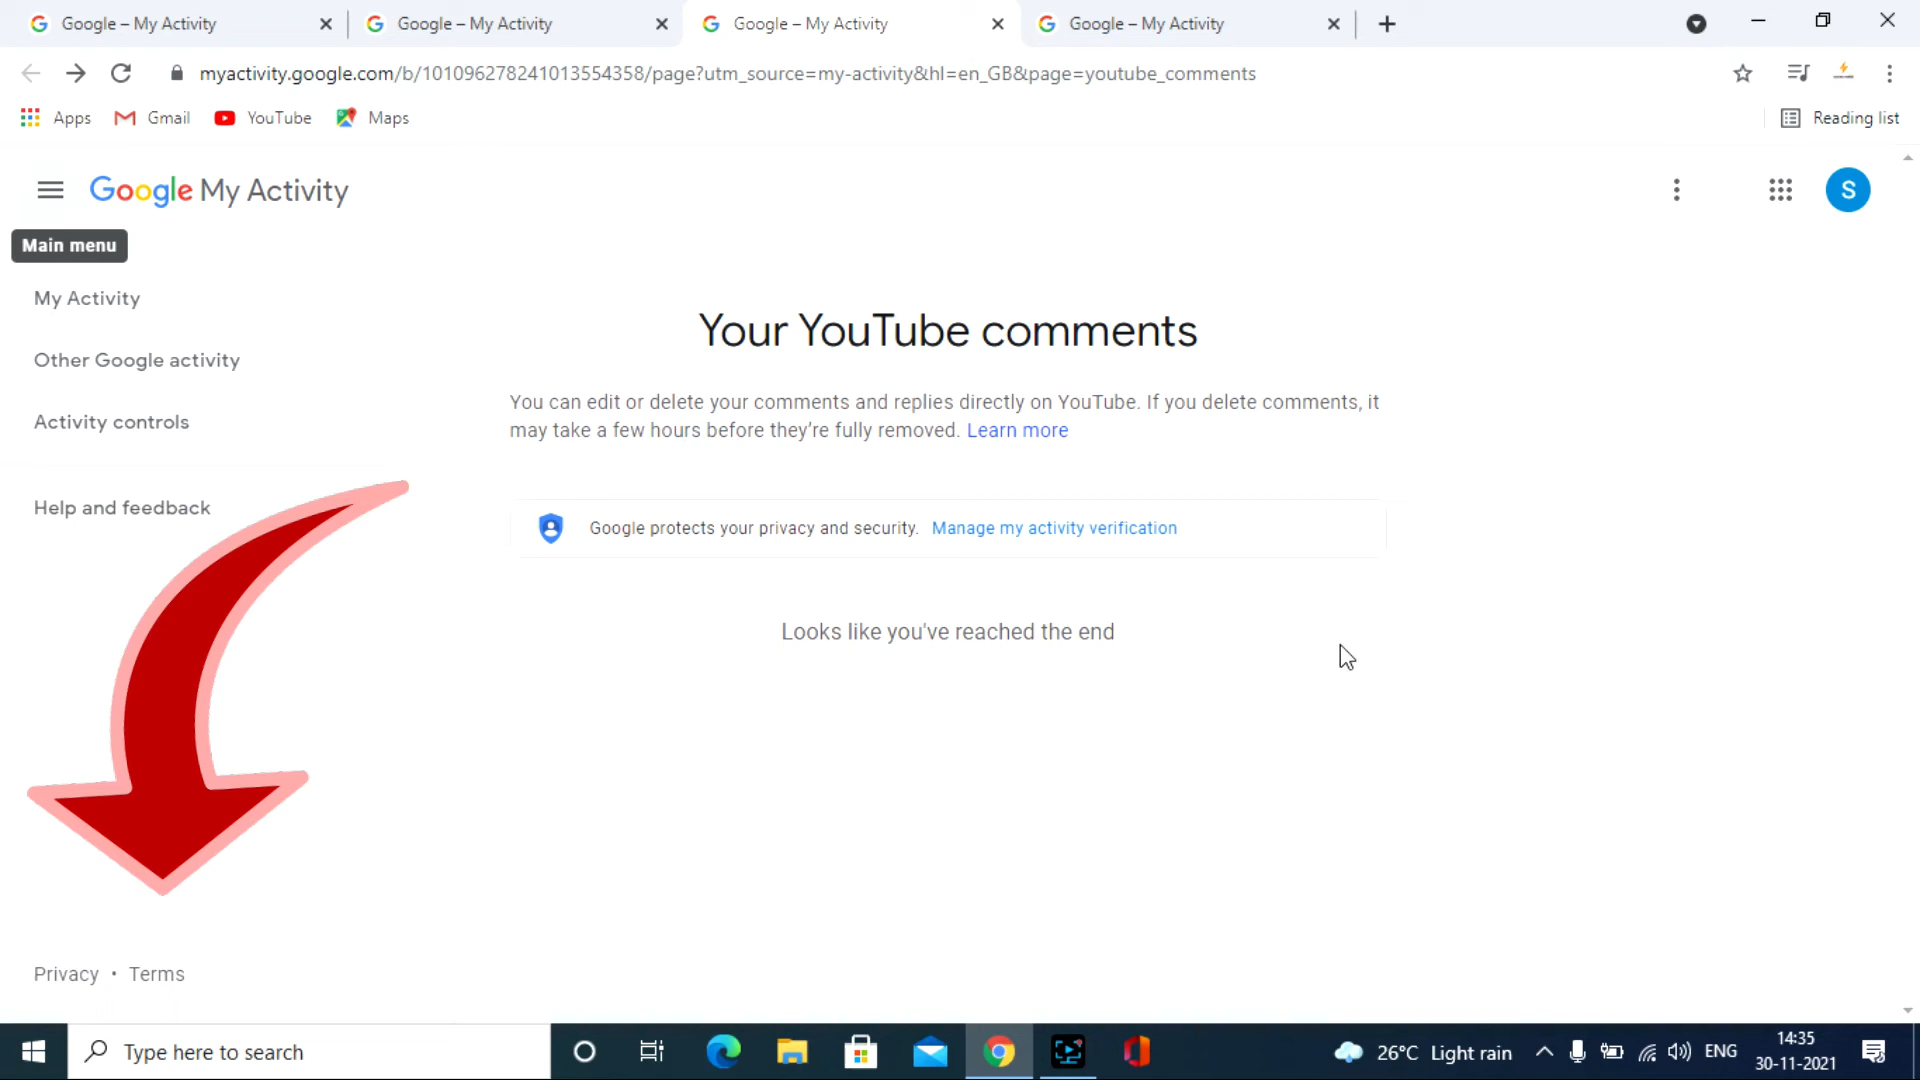 Google – My Activity
Google – My Activity
Google – My Activity
Google – My Activity
myactivity.google.com/b/101096278241013554358/page?utm_source=my-activity&hl=en_GB&page=youtube_comments
Apps
Gmail
YouTube
Maps
Reading list
Google My Activity
S
Main menu
My Activity
Other Google activity
Activity controls
Help and feedback
Your YouTube comments
You can edit or delete your comments and replies directly on YouTube. If you delete comments, it
may take a few hours before they’re fully removed. Learn more
Google protects your privacy and security. Manage my activity verification
Looks like you've reached the end
Privacy • Terms
Type here to search
26°C Light rain
ENG
14:35
30-11-2021